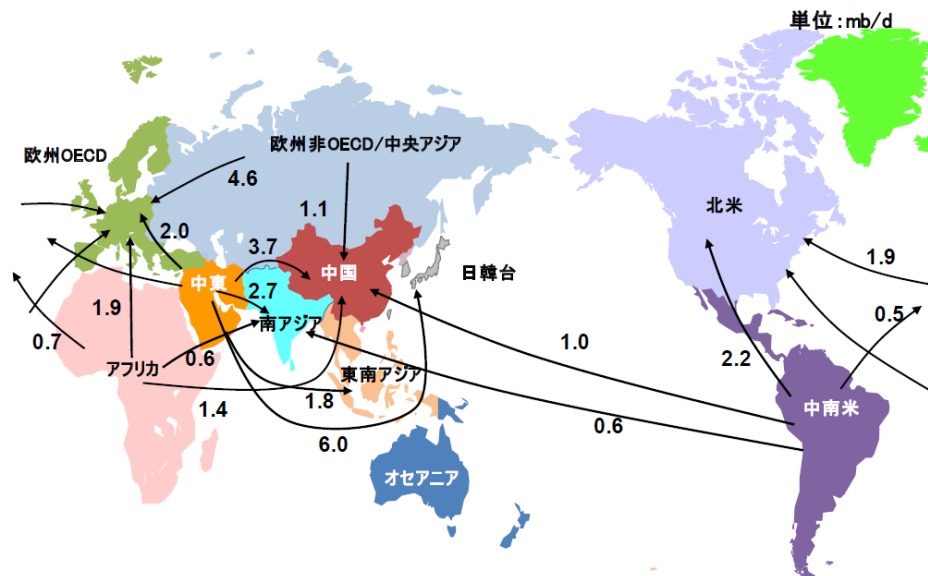 単位:mb/d
欧州OECD
欧州非OECD/中央アジア
4.6
北米
1.1
2.0
3.7
中国
日韓台
1.9
中東
2.7
南アジア
0.5
1.9
0.7
0.6
1.0
2.2
アフリカ
東南アジア
1.4
1.8
中南米
0.6
6.0
オセアニア